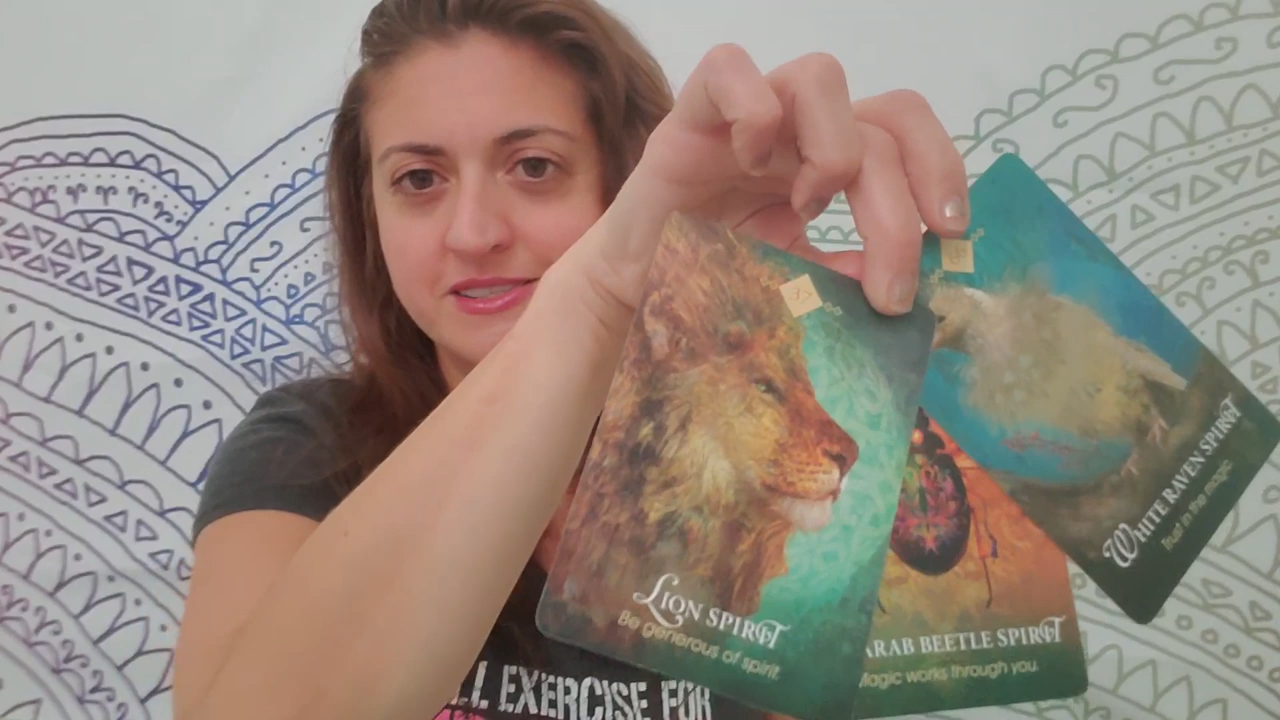 LION SPIRIT
Be generous of spirit.
ARAB BEETLE SPIRIT
Magic works through you.
WHITE RAVEN SPIRIT
Trust in the magic.
EXERCISE FOR